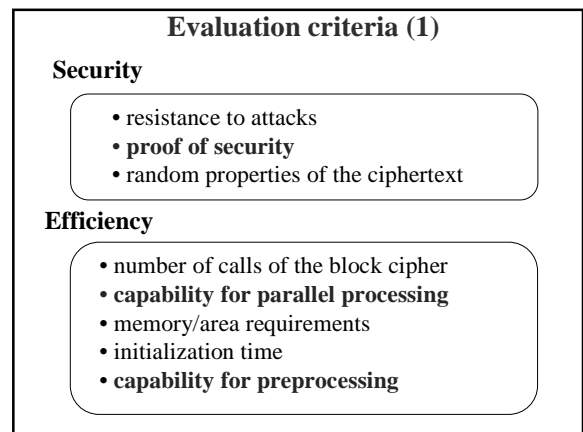 Evaluation criteria (1)
Security
• resistance to attacks
• proof of security
• random properties of the ciphertext
Efficiency
• number of calls of the block cipher
• capability for parallel processing
• memory/area requirements
• initialization time
• capability for preprocessing